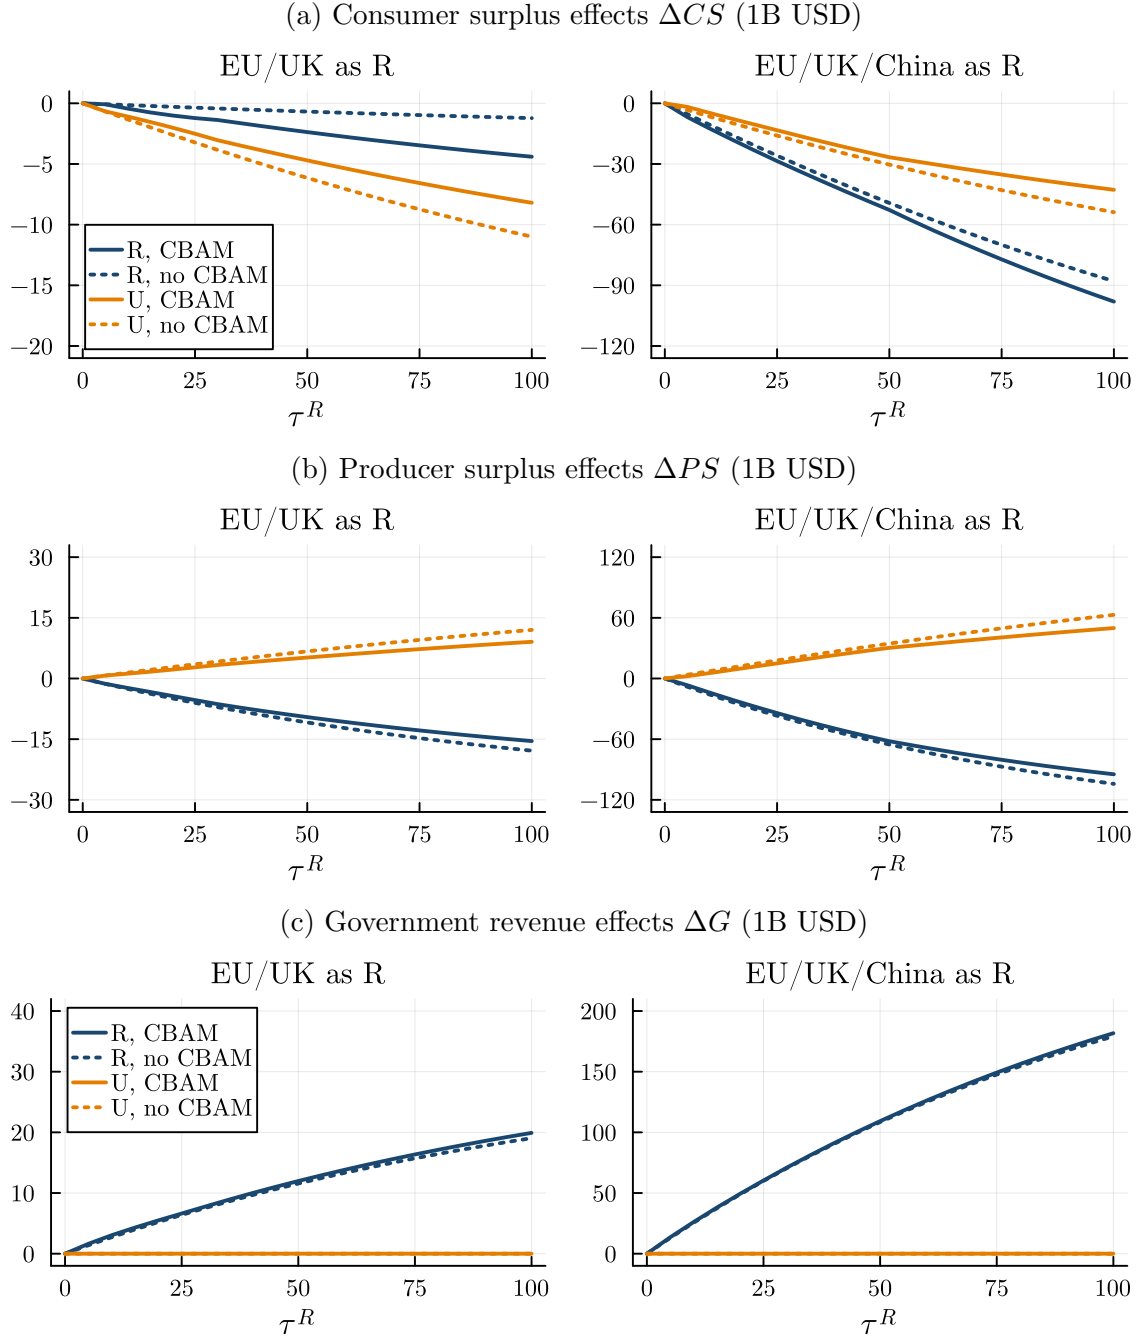 (a) Consumer surplus effects ΔCS (1B USD)
EU/UK as R
EU/UK/China as R
0
−5
−10
−15
−20
R, CBAM
R, no CBAM
U, CBAM
U, no CBAM
0 25 50 75 100
τ^R
0
−30
−60
−90
−120
0 25 50 75 100
τ^R
(b) Producer surplus effects ΔPS (1B USD)
EU/UK as R
EU/UK/China as R
30
15
0
−15
−30
0 25 50 75 100
τ^R
120
60
0
−60
−120
0 25 50 75 100
τ^R
(c) Government revenue effects ΔG (1B USD)
EU/UK as R
EU/UK/China as R
40
30
20
10
0
R, CBAM
R, no CBAM
U, CBAM
U, no CBAM
0 25 50 75 100
τ^R
200
150
100
50
0
0 25 50 75 100
τ^R